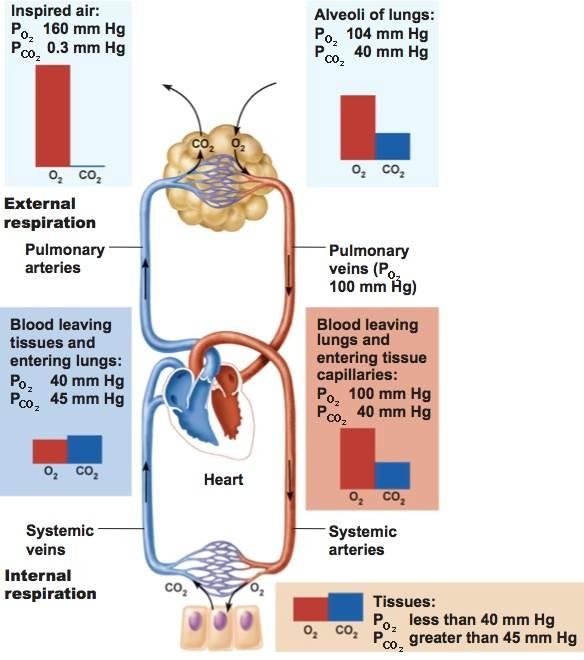 Inspired air:
PO₂ 160 mm Hg
PCO₂ 0.3 mm Hg
O₂ CO₂
Alveoli of lungs:
PO₂ 104 mm Hg
PCO₂ 40 mm Hg
O₂ CO₂
CO₂ O₂
External
respiration
Pulmonary
arteries
Pulmonary
veins (PO₂
100 mm Hg)
Blood leaving
tissues and
entering lungs:
PO₂ 40 mm Hg
PCO₂ 45 mm Hg
O₂ CO₂
Blood leaving
lungs and
entering tissue
capillaries:
PO₂ 100 mm Hg
PCO₂ 40 mm Hg
O₂ CO₂
Heart
Systemic
veins
Systemic
arteries
Internal
respiration
CO₂ O₂
Tissues:
PO₂ less than 40 mm Hg
PCO₂ greater than 45 mm Hg
O₂ CO₂